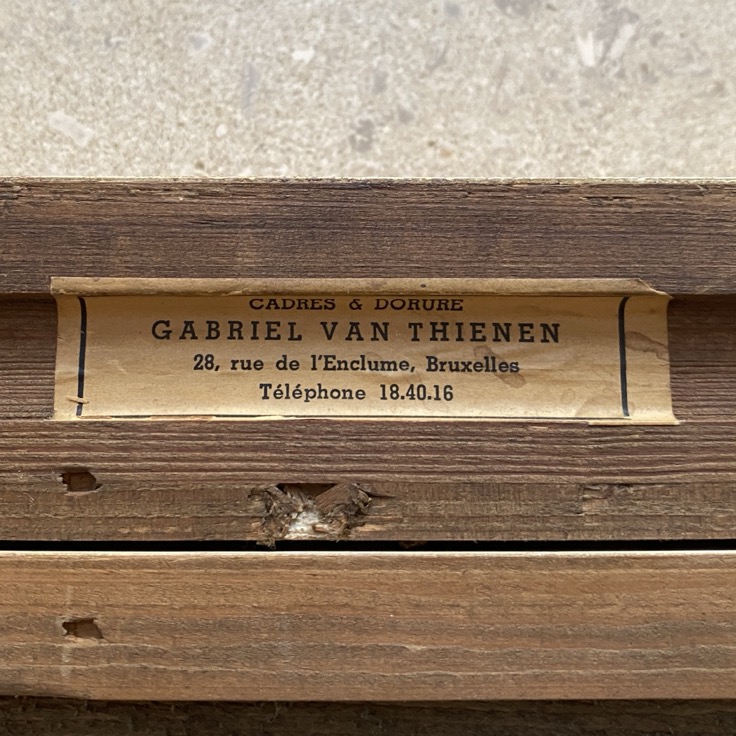 CADRES & DORURE
GABRIEL VAN THIENEN
28, rue de l'Enclume, Bruxelles
Téléphone 18.40.16